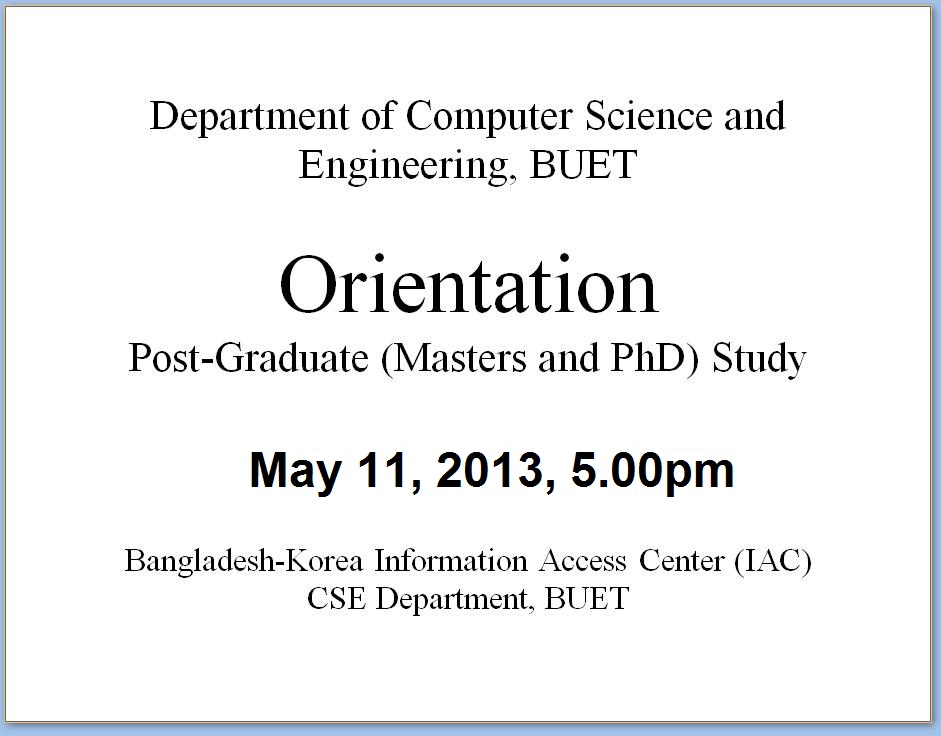 Department of Computer Science and
Engineering, BUET
Orientation
Post-Graduate (Masters and PhD) Study
May 11, 2013, 5.00pm
Bangladesh-Korea Information Access Center (IAC)
CSE Department, BUET